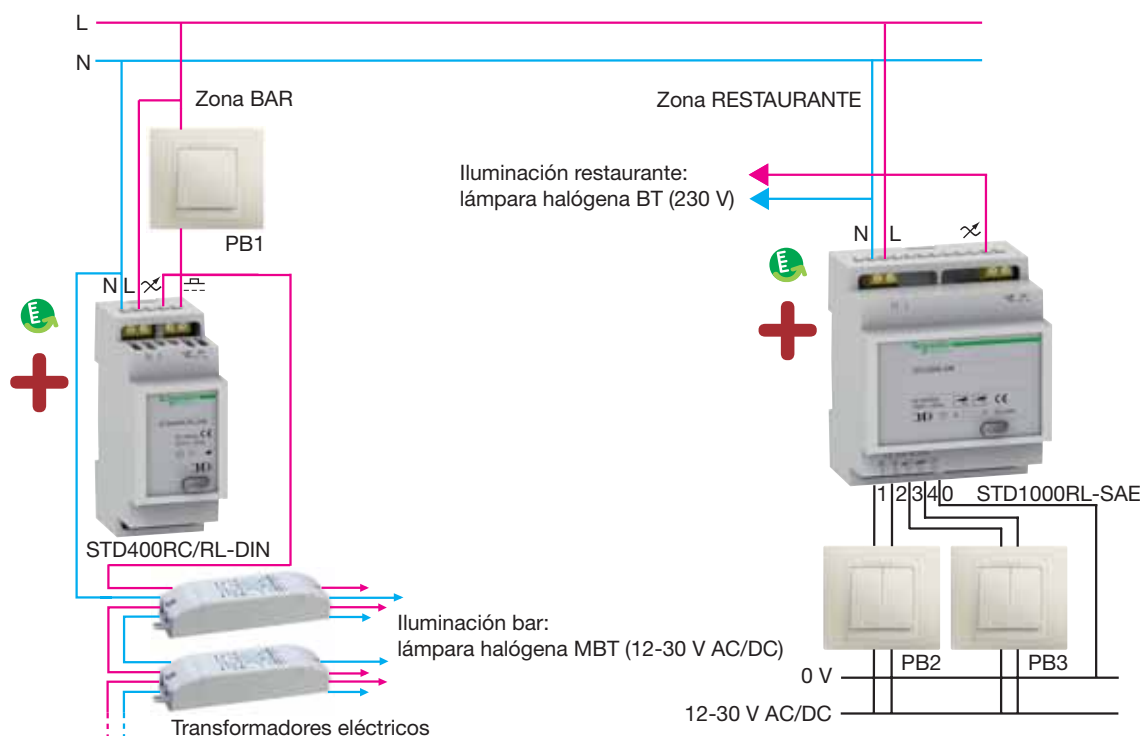 L
N
Zona BAR
Zona RESTAURANTE
Iluminación restaurante:
lámpara halógena BT (230 V)
PB1
N L
N L
STD400RC/RL-DIN
1 2 3 4 0
STD1000RL-SAE
Iluminación bar:
lámpara halógena MBT (12-30 V AC/DC)
PB2
PB3
0 V
12-30 V AC/DC
Transformadores eléctricos